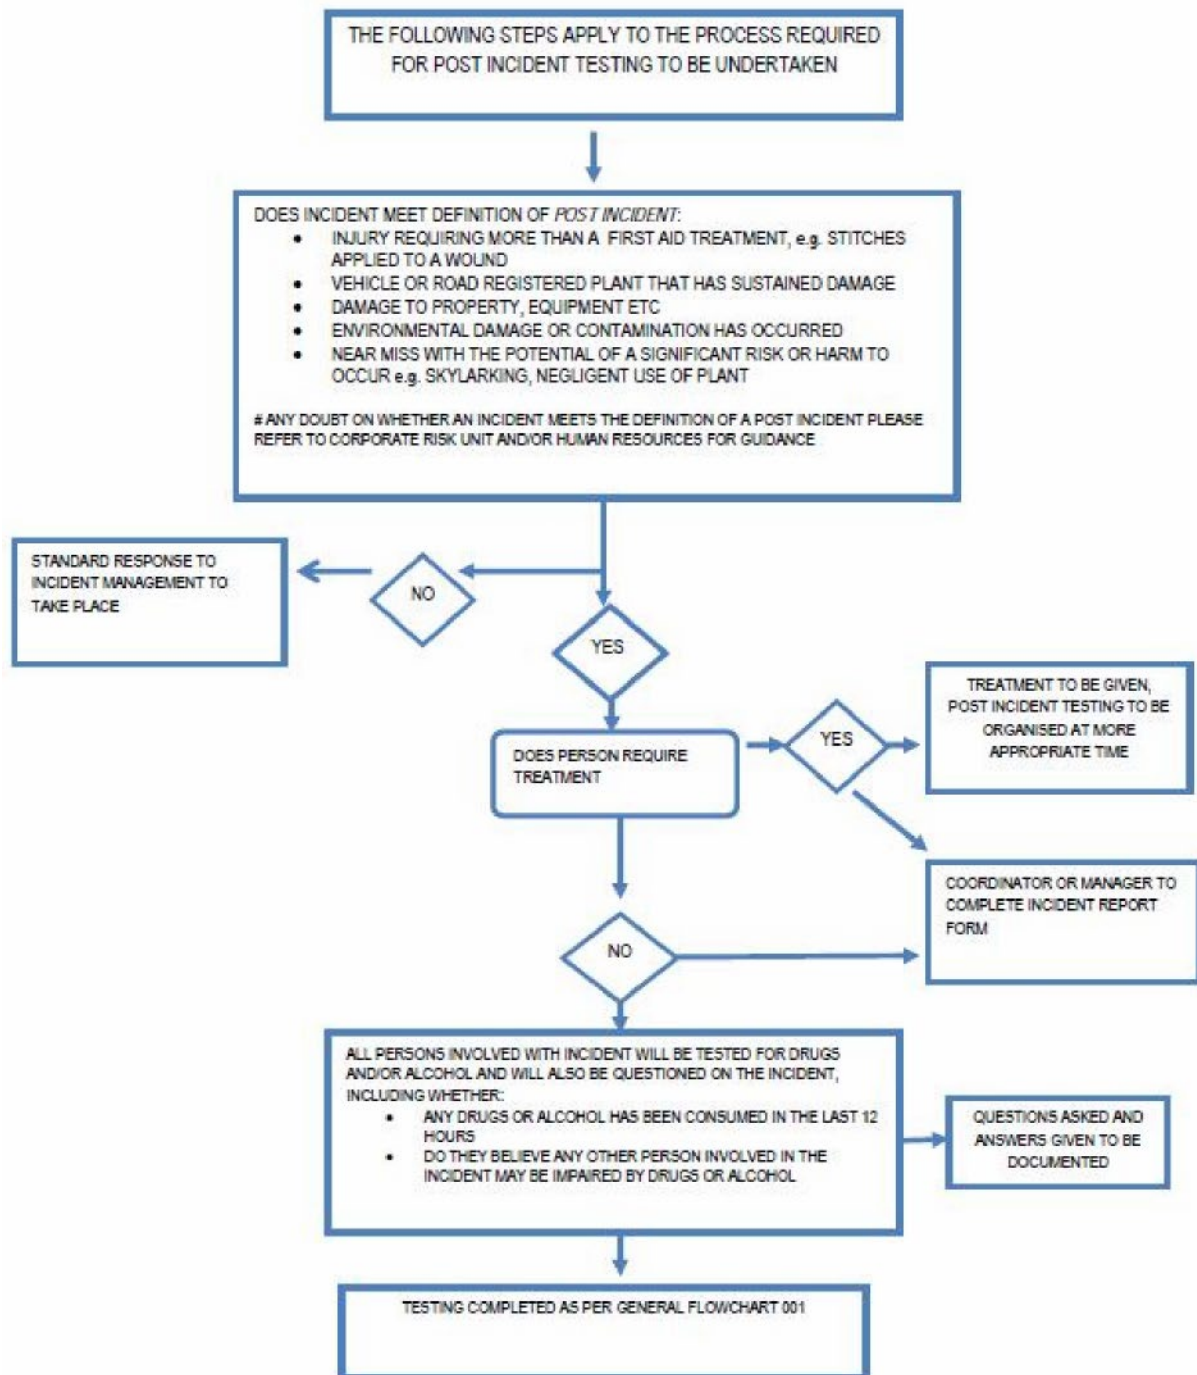 THE FOLLOWING STEPS APPLY TO THE PROCESS REQUIRED
FOR POST INCIDENT TESTING TO BE UNDERTAKEN
DOES INCIDENT MEET DEFINITION OF POST INCIDENT:
• INJURY REQUIRING MORE THAN A FIRST AID TREATMENT, e.g. STITCHES
APPLIED TO A WOUND
• VEHICLE OR ROAD REGISTERED PLANT THAT HAS SUSTAINED DAMAGE
• DAMAGE TO PROPERTY, EQUIPMENT ETC
• ENVIRONMENTAL DAMAGE OR CONTAMINATION HAS OCCURRED
• NEAR MISS WITH THE POTENTIAL OF A SIGNIFICANT RISK OR HARM TO
OCCUR e.g. SKYLARKING, NEGLIGENT USE OF PLANT
# ANY DOUBT ON WHETHER AN INCIDENT MEETS THE DEFINITION OF A POST INCIDENT PLEASE
REFER TO CORPORATE RISK UNIT AND/OR HUMAN RESOURCES FOR GUIDANCE
STANDARD RESPONSE TO
INCIDENT MANAGEMENT TO
TAKE PLACE
NO
YES
DOES PERSON REQUIRE
TREATMENT
YES
TREATMENT TO BE GIVEN,
POST INCIDENT TESTING TO BE
ORGANISED AT MORE
APPROPRIATE TIME
COORDINATOR OR MANAGER TO
COMPLETE INCIDENT REPORT
FORM
NO
ALL PERSONS INVOLVED WITH INCIDENT WILL BE TESTED FOR DRUGS
AND/OR ALCOHOL AND WILL ALSO BE QUESTIONED ON THE INCIDENT,
INCLUDING WHETHER:
• ANY DRUGS OR ALCOHOL HAS BEEN CONSUMED IN THE LAST 12
HOURS
• DO THEY BELIEVE ANY OTHER PERSON INVOLVED IN THE
INCIDENT MAY BE IMPAIRED BY DRUGS OR ALCOHOL
QUESTIONS ASKED AND
ANSWERS GIVEN TO BE
DOCUMENTED
TESTING COMPLETED AS PER GENERAL FLOWCHART 001